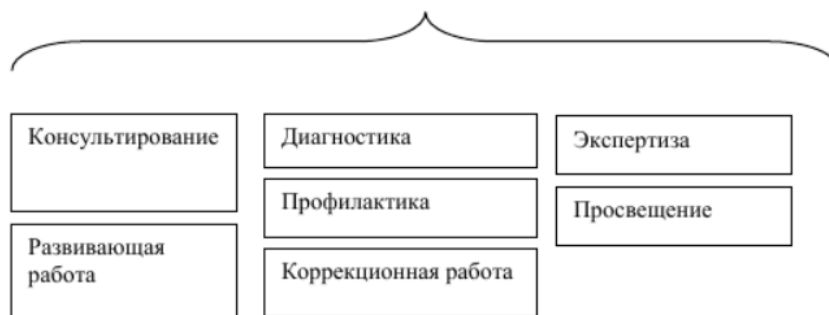 Консультирование
Развивающая
работа
Диагностика
Профилактика
Коррекционная работа
Экспертиза
Просвещение